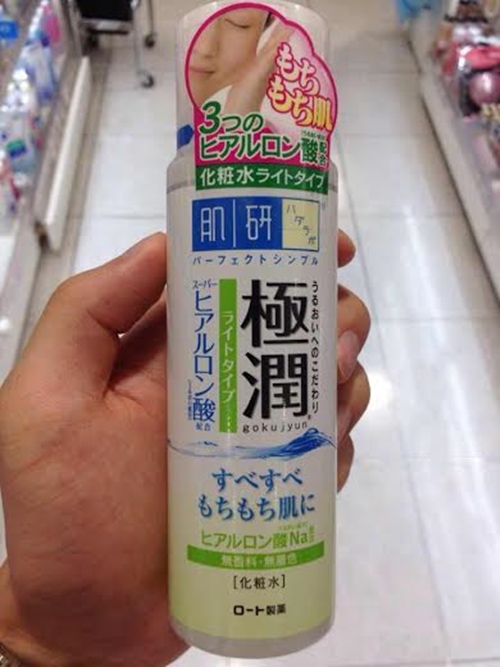 もち
もち肌
3つの
ヒアルロン酸配合
化粧水ライトタイプ
肌研
ハダラボ
パーフェクトシンプル
うるおいへのこだわり
極潤
gokujyun®
ライトタイプ
スーパー
ヒアルロン酸
配合
すべすべ
もちもち肌に
ヒアルロン酸Na配合
無香料・無着色
[化粧水]
ロート製薬